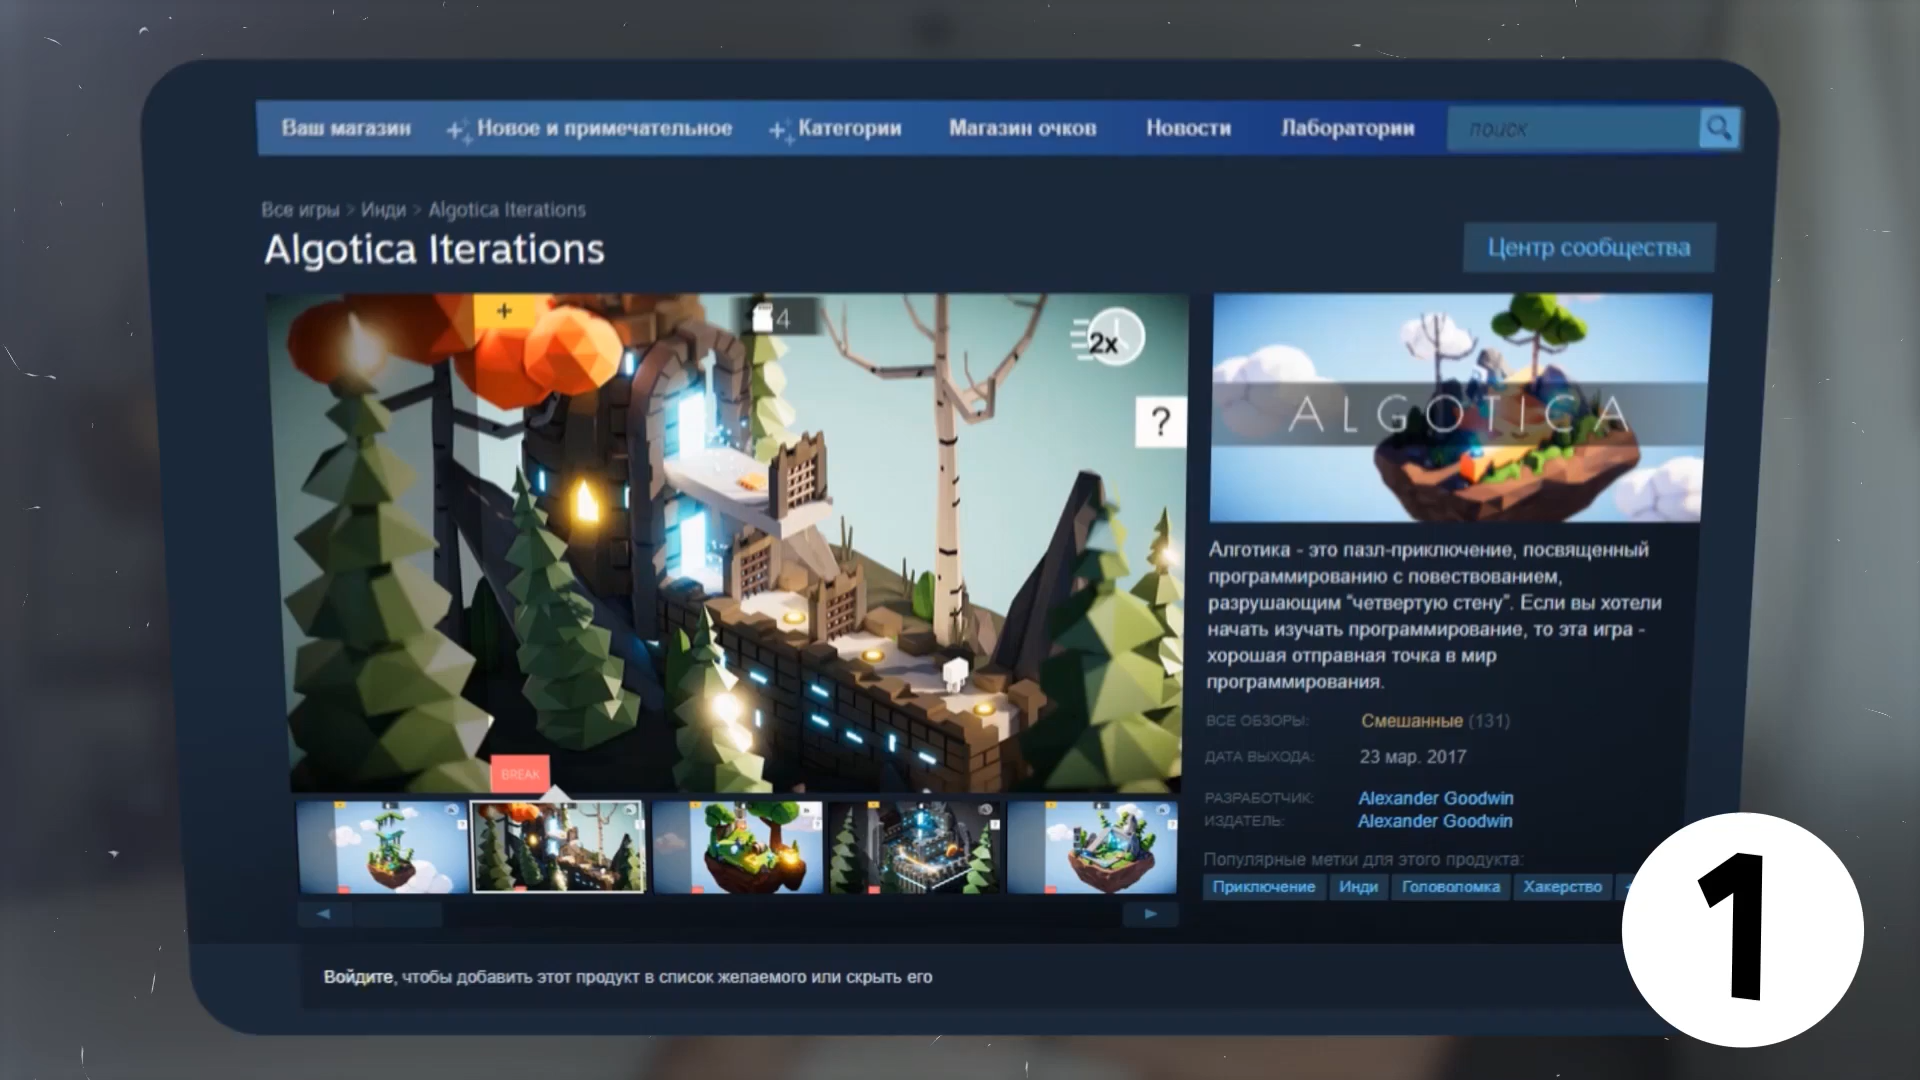 Ваш магазин
Новое и примечательное
Категории
Магазин очков
Новости
Лаборатории
поиск
Все игры > Инди > Algotica Iterations
Algotica Iterations
Центр сообщества
+
4
2x
?
BREAK
ALGOTICA
Алготика - это пазл-приключение, посвященный
программированию с повествованием,
разрушающим “четвертую стену”. Если вы хотели
начать изучать программирование, то эта игра -
хорошая отправная точка в мир
программирования.
ВСЕ ОБЗОРЫ: Смешанные (131)
ДАТА ВЫХОДА: 23 мар. 2017
РАЗРАБОТЧИК: Alexander Goodwin
ИЗДАТЕЛЬ: Alexander Goodwin
Популярные метки для этого продукта:
Приключение Инди Головоломка Хакерство
Войдите, чтобы добавить этот продукт в список желаемого или скрыть его
1